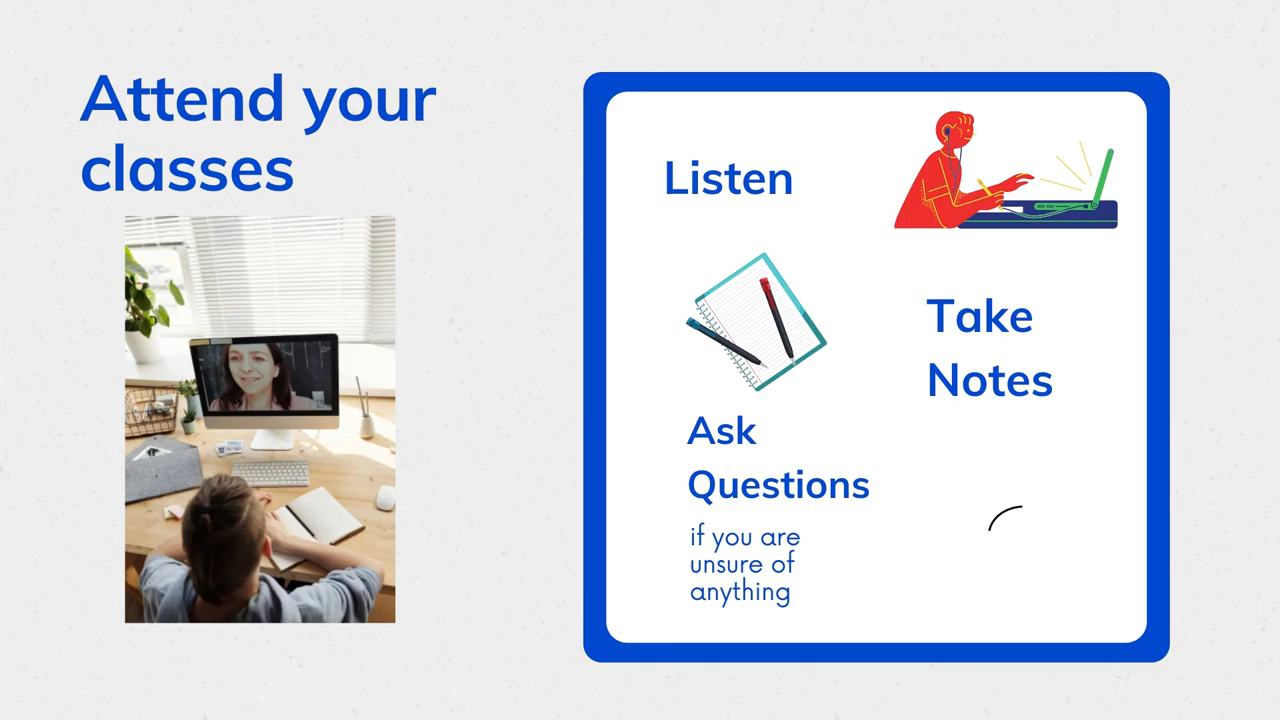 Attend your
classes
Listen
Take
Notes
Ask
Questions
if you are
unsure of
anything